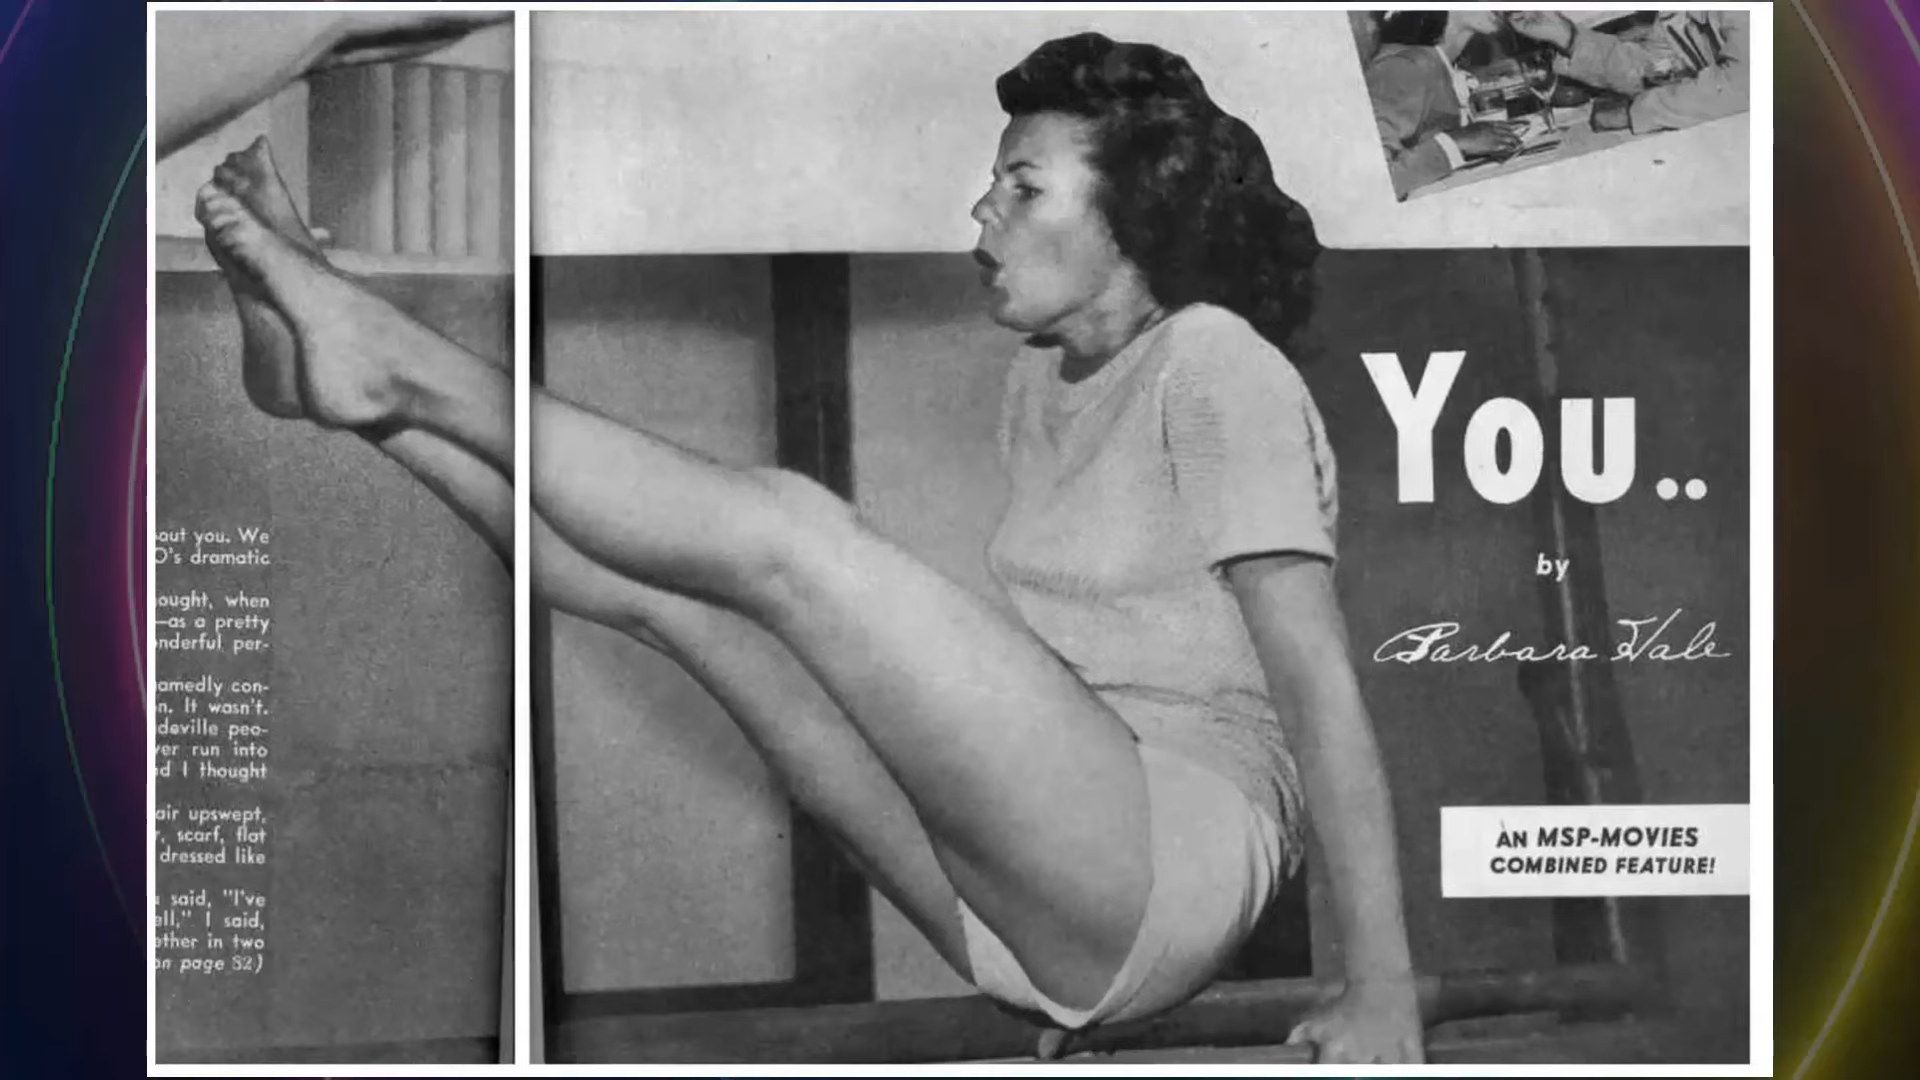 out you. We
O's dramatic
ought, when
—as a pretty
nderful per-
amedly con-
n. It wasn't.
deville peo-
ver run into
d I thought
air upswept,
r, scarf, flat
dressed like
said, "I've
ell," I said,
other in two
on page 82)
You..
by
Barbara Hale
AN MSP-MOVIES
COMBINED FEATURE!